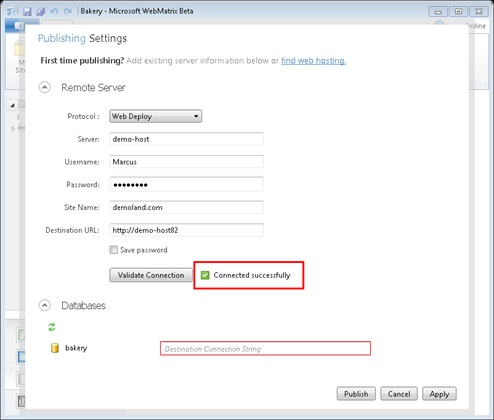 Bakery - Microsoft WebMatrix Beta
Publishing Settings
First time publishing? Add existing server information below or find web hosting.
Remote Server
Protocol : Web Deploy
Server: demo-host
Username: Marcus
Password: ••••••••
Site Name: demoland.com
Destination URL: http://demo-host82
Save password
Validate Connection Connected successfully
Databases
bakery Destination Connection String
Publish Cancel Apply